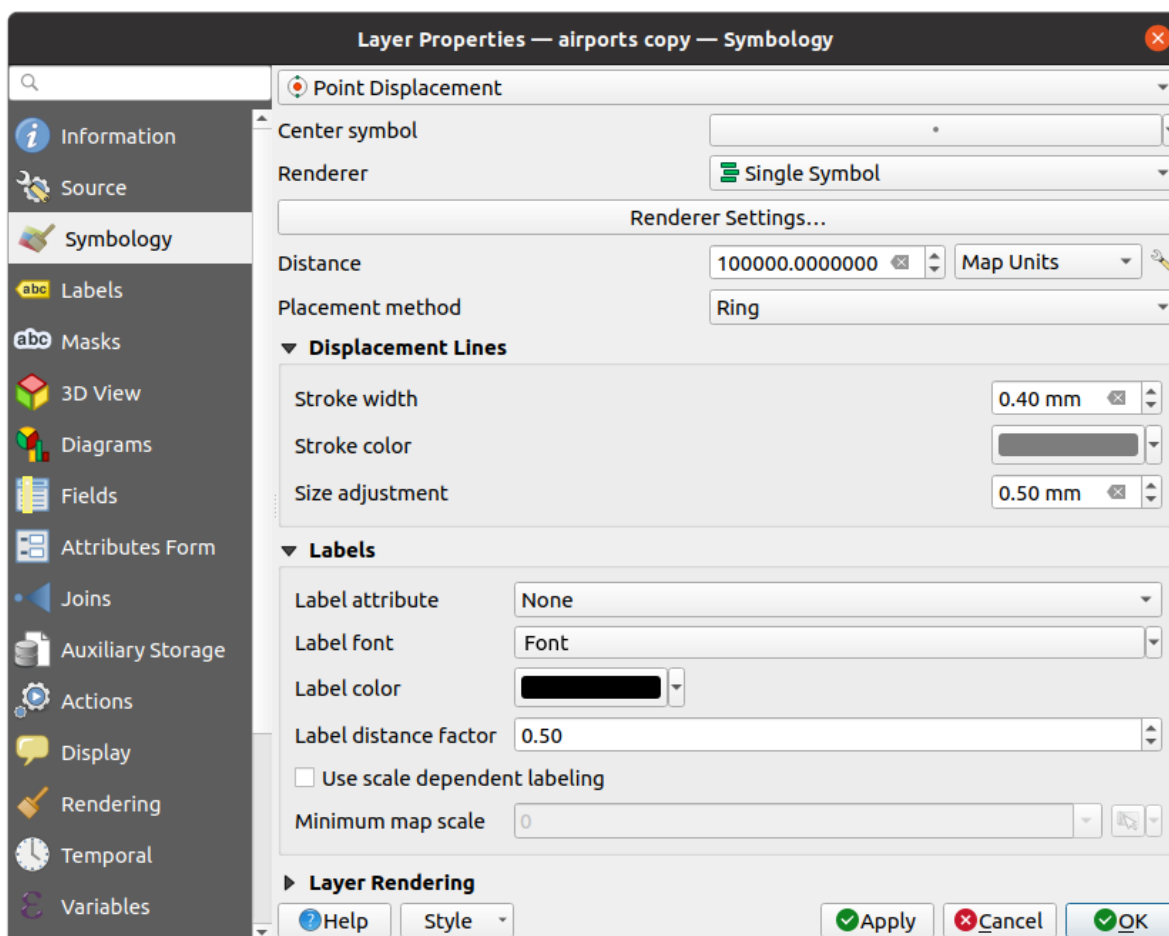 Layer Properties — airports copy — Symbology
Information
Source
Symbology
abc Labels
abc Masks
3D View
Diagrams
Fields
Attributes Form
Joins
Auxiliary Storage
Actions
Display
Rendering
Temporal
Variables
Point Displacement
Center symbol
Renderer Single Symbol
Renderer Settings…
Distance 100000.0000000 Map Units
Placement method Ring
Displacement Lines
Stroke width 0.40 mm
Stroke color
Size adjustment 0.50 mm
Labels
Label attribute None
Label font Font
Label color
Label distance factor 0.50
Use scale dependent labeling
Minimum map scale 0
Layer Rendering
Help Style Apply Cancel OK